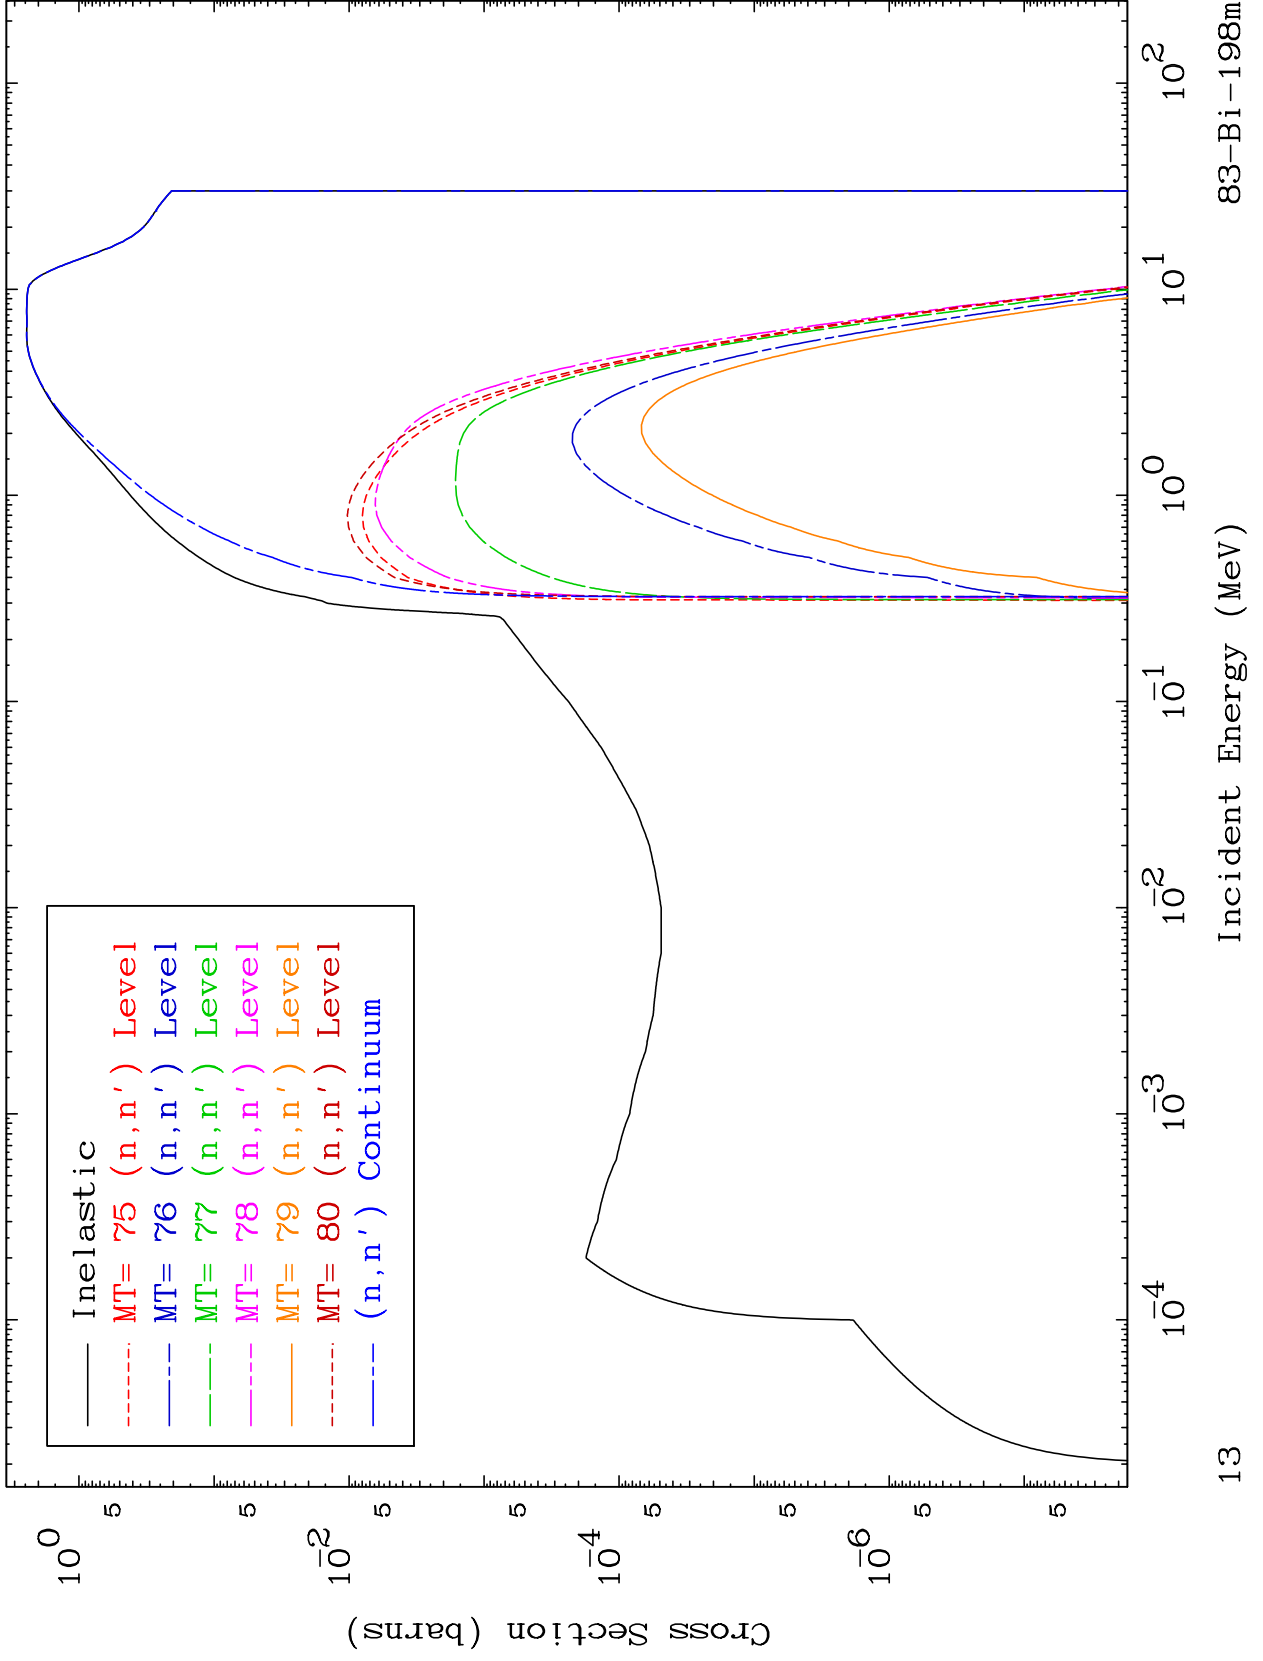 Inelastic
MT= 75 (n,n') Level
MT= 76 (n,n') Level
MT= 77 (n,n') Level
MT= 78 (n,n') Level
MT= 79 (n,n') Level
MT= 80 (n,n') Level
(n,n') Continuum
Cross Section (barns)
10^0
5
5
10^-2
5
5
10^-4
5
5
10^-6
5
5
10^-4
10^-3
10^-2
10^-1
10^0
10^1
10^2
13
Incident Energy (MeV)
83-Bi-198m